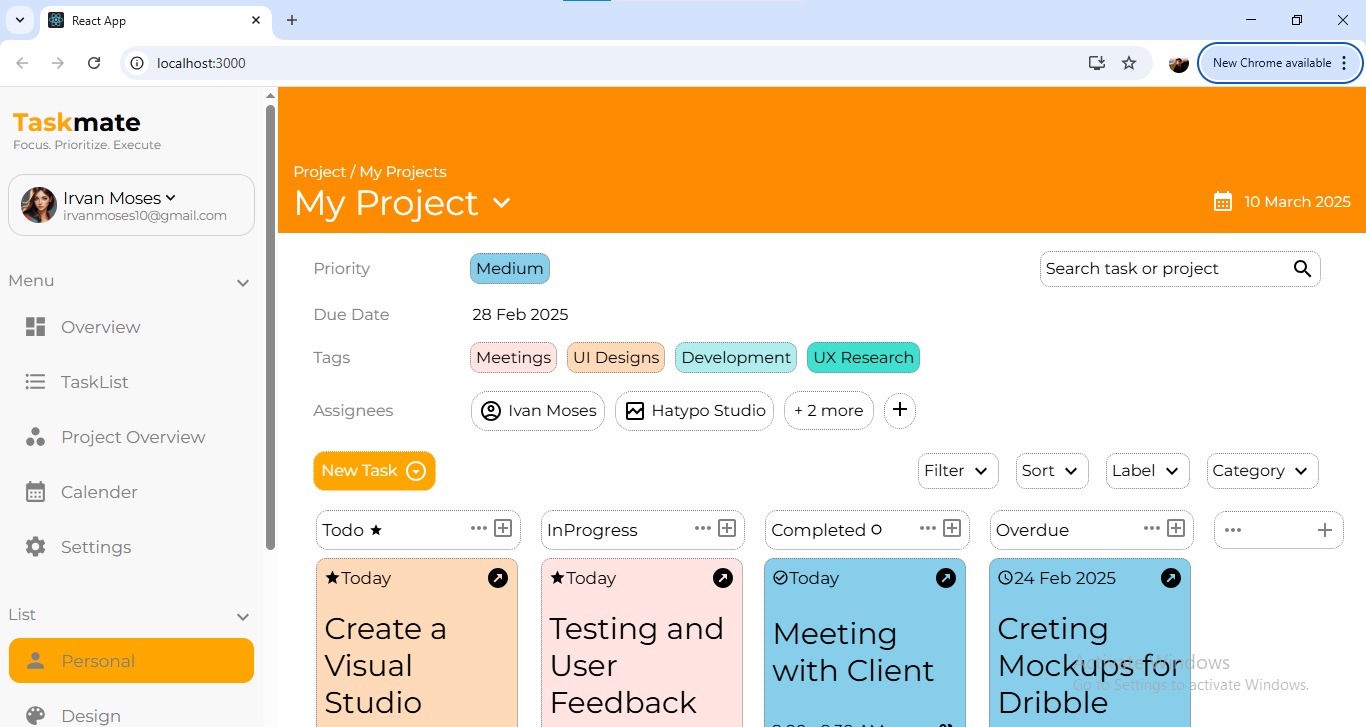 React App
localhost:3000
New Chrome available
Taskmate
Focus. Prioritize. Execute
Irvan Moses
irvanmoses10@gmail.com
Menu
Overview
TaskList
Project Overview
Calender
Settings
List
Personal
Design
Project / My Projects
My Project
10 March 2025
Priority
Medium
Search task or project
Due Date
28 Feb 2025
Tags
Meetings
UI Designs
Development
UX Research
Assignees
Ivan Moses
Hatypo Studio
+ 2 more
New Task
Filter
Sort
Label
Category
Todo
InProgress
Completed
Overdue
Today
Create a
Visual
Studio
Today
Testing and
User
Feedback
Today
Meeting
with Client
24 Feb 2025
Creting
Mockups for
Dribble
Activate Windows
Go to Settings to activate Windows.